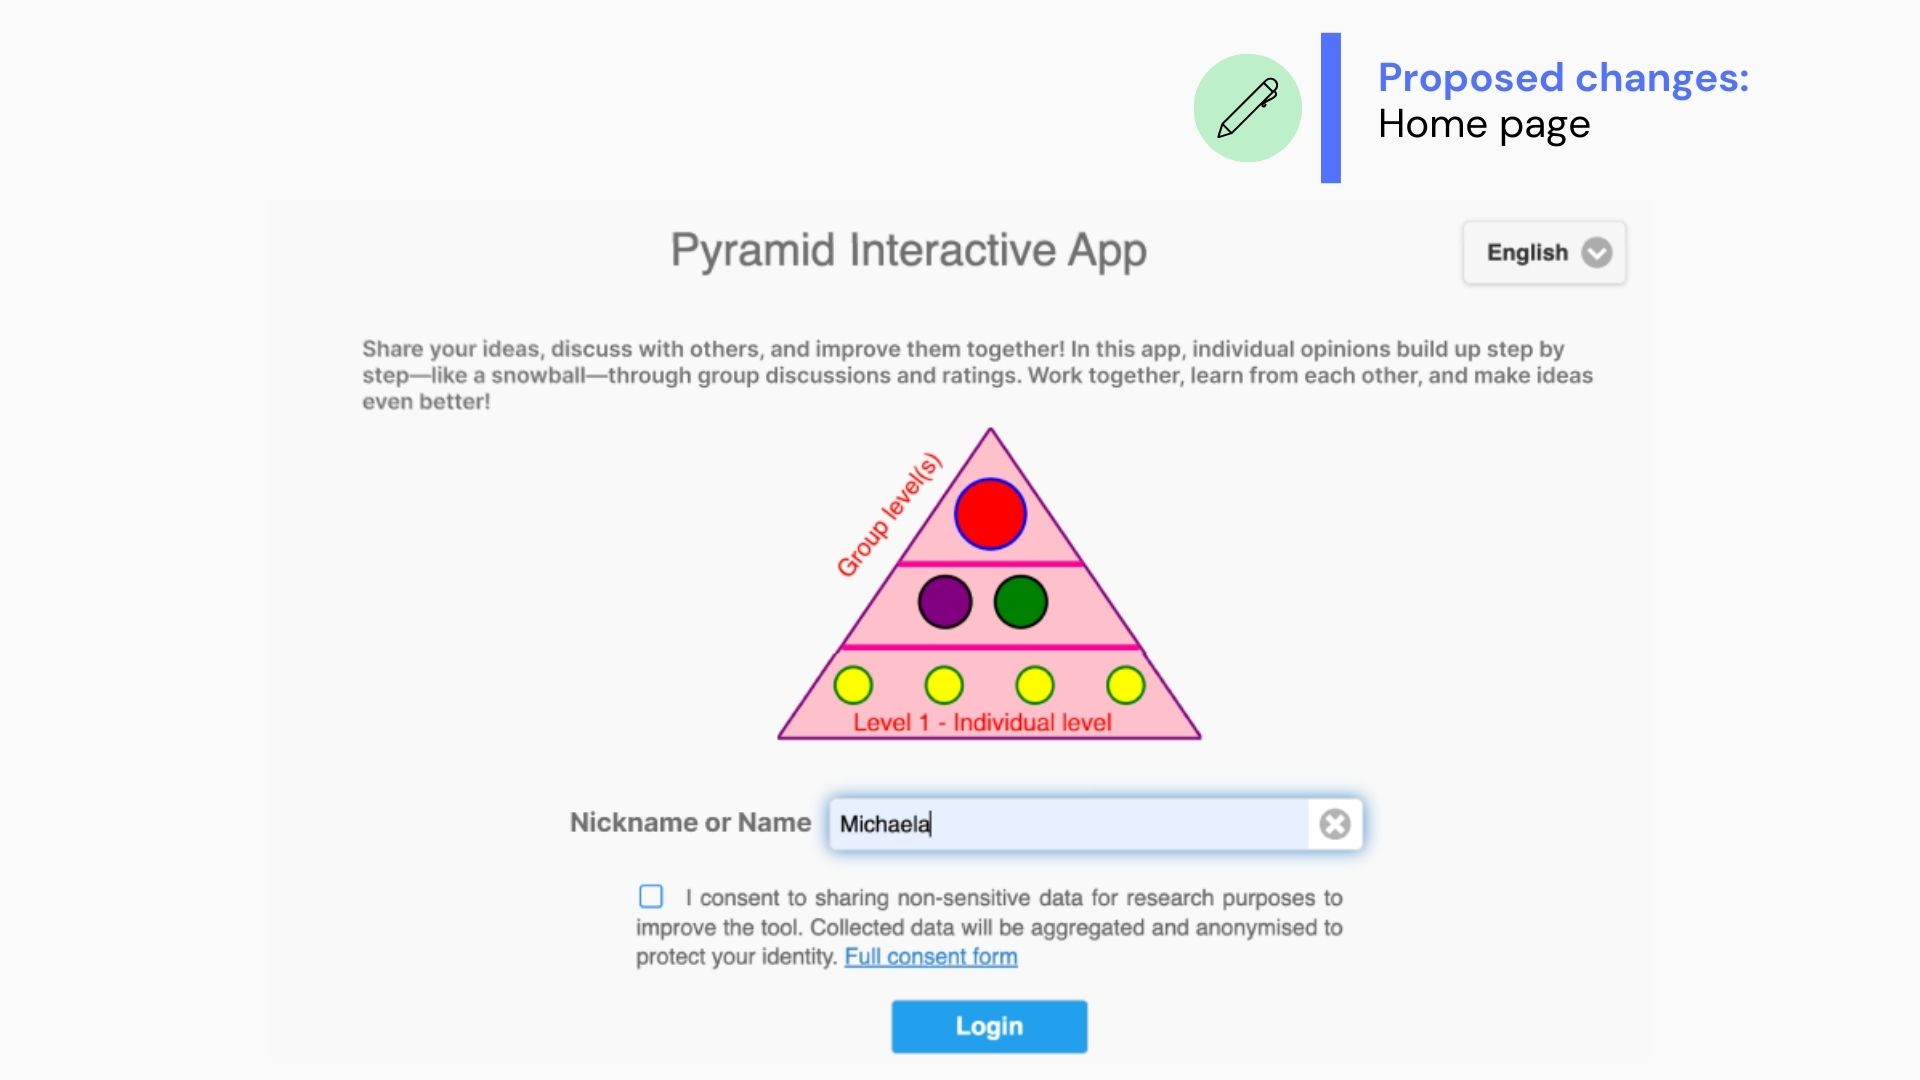 Proposed changes:
Home page
Pyramid Interactive App
English
Share your ideas, discuss with others, and improve them together! In this app, individual opinions build up step by
step—like a snowball—through group discussions and ratings. Work together, learn from each other, and make ideas
even better!
Group level(s)
Level 1 - Individual level
Nickname or Name
Michaela
I consent to sharing non-sensitive data for research purposes to
improve the tool. Collected data will be aggregated and anonymised to
protect your identity. Full consent form
Login